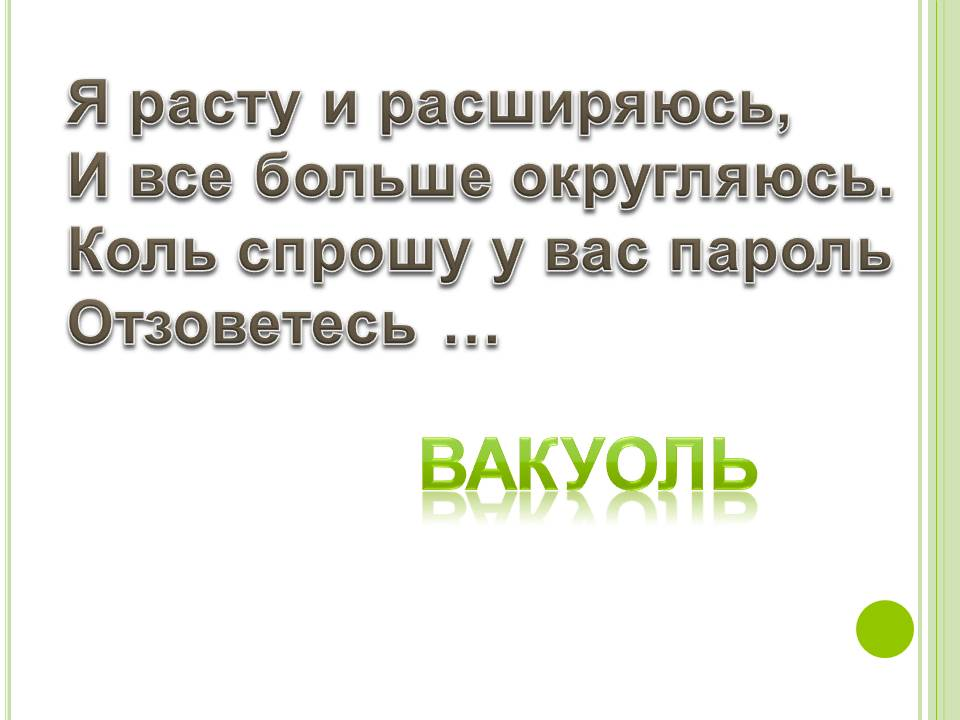 Я расту и расширяюсь,
И все больше округляюсь.
Коль спрошу у вас пароль
Отзоветесь ...
ВАКУОЛЬ